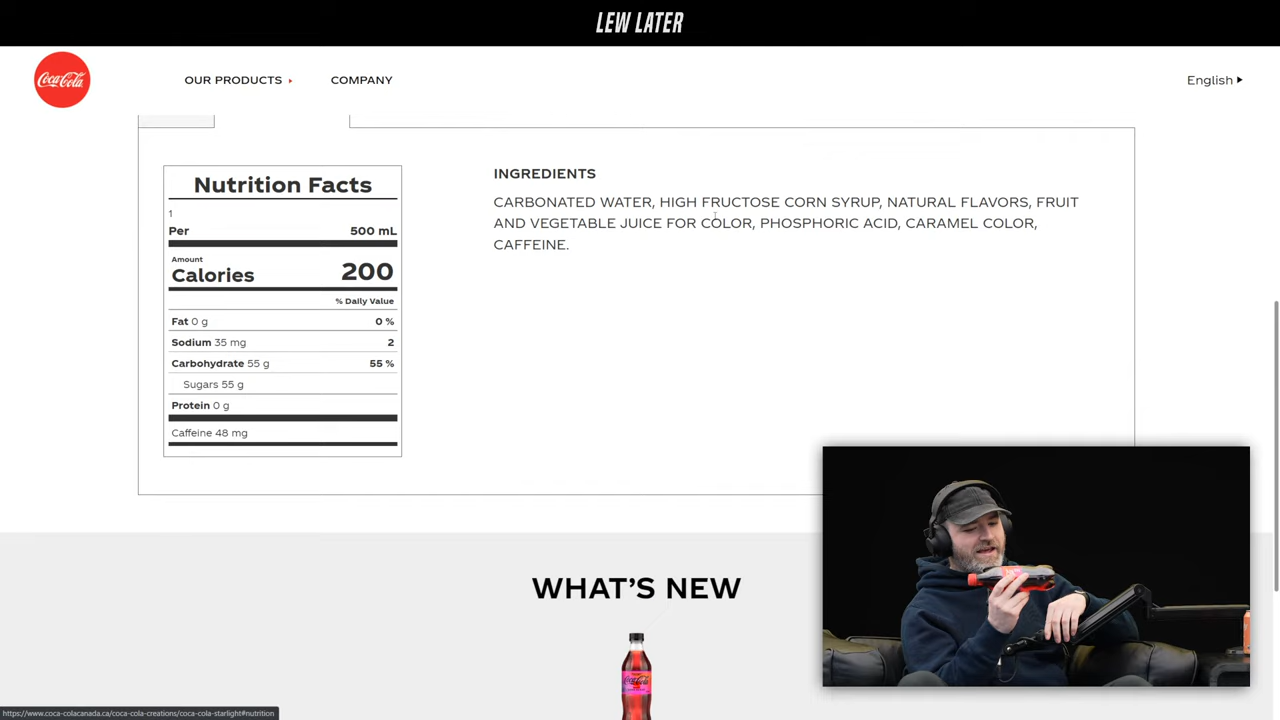 LEW LATER
Coca-Cola
OUR PRODUCTS
COMPANY
English
Nutrition Facts
1
Per 500 mL
Amount
Calories 200
% Daily Value
Fat 0 g 0 %
Sodium 35 mg 2
Carbohydrate 55 g 55 %
Sugars 55 g
Protein 0 g
Caffeine 48 mg
INGREDIENTS
CARBONATED WATER, HIGH FRUCTOSE CORN SYRUP, NATURAL FLAVORS, FRUIT
AND VEGETABLE JUICE FOR COLOR, PHOSPHORIC ACID, CARAMEL COLOR,
CAFFEINE.
WHAT'S NEW
Coca-Cola
https://www.coca-colacanada.ca/coca-cola-creations/coca-cola-starlight#nutrition